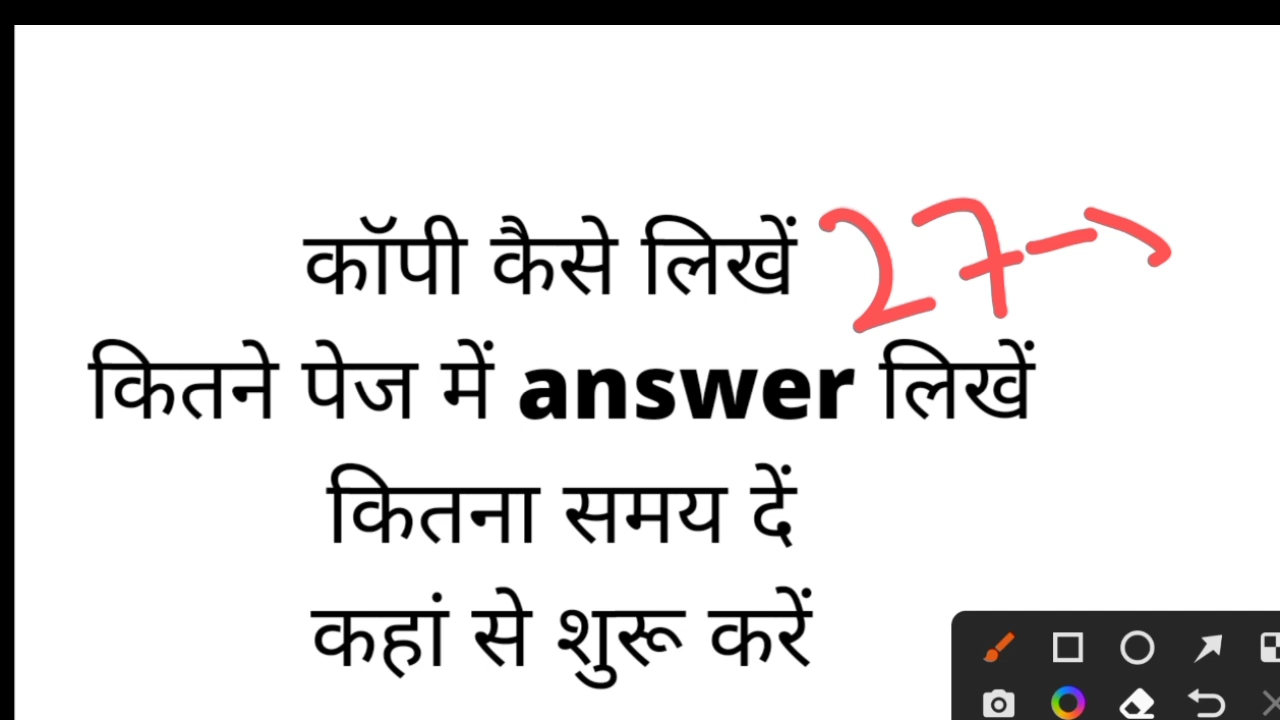 कॉपी कैसे लिखें 27→
कितने पेज में answer लिखें
कितना समय दें
कहां से शुरू करें